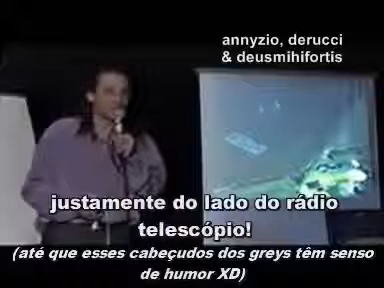 annyzio, derucci
& deusmihifortis
justamente do lado do rádio
telescópio!
(até que esses cabeçudos dos greys têm senso
de humor XD)